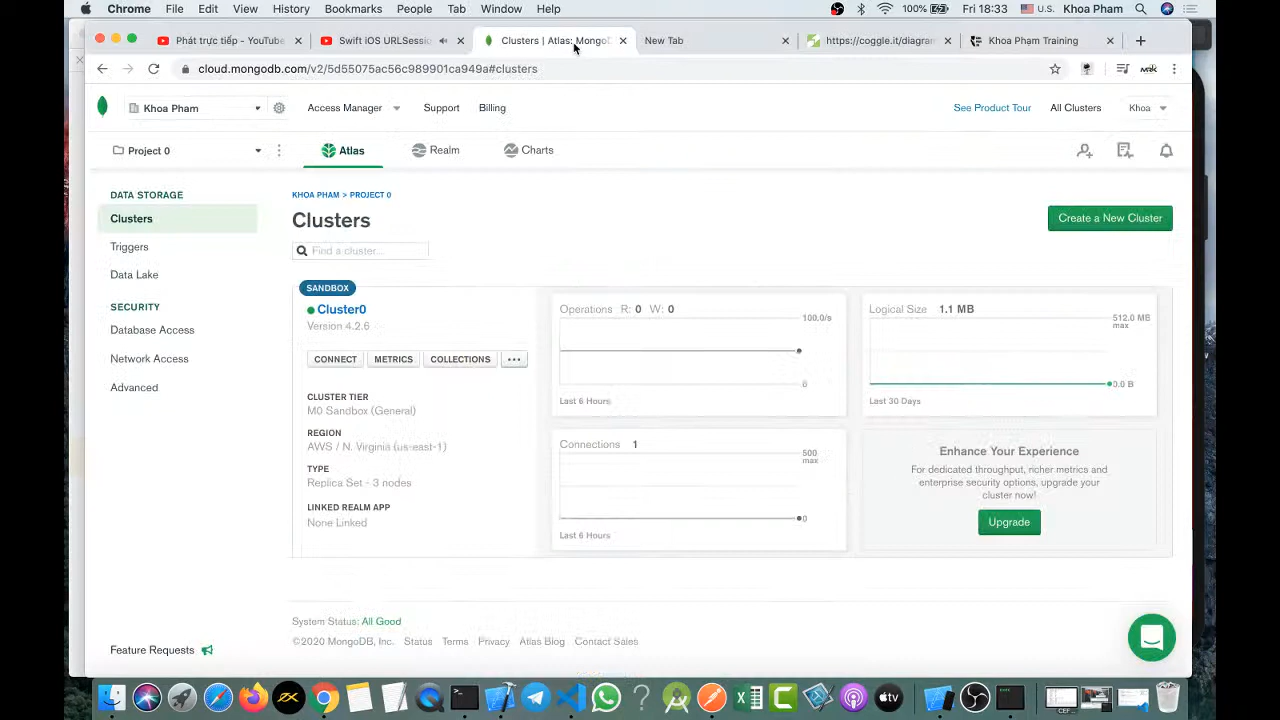 Chrome File Edit View History Bookmarks People Tab Window Help 100% Fri 18:33 U.S. Khoa Pham
Phát trực tiếp - YouTube
Swift iOS URLSession
Clusters | Atlas: MongoD
New Tab
https://toggle.it/diagra
Khoa Phạm Training
cloud.mongodb.com/v2/5d55075ac56c989901ca949a#clusters
Khoa Pham
Access Manager
Support
Billing
See Product Tour
All Clusters
Khoa
Project 0
Atlas
Realm
Charts
DATA STORAGE
Clusters
Triggers
Data Lake
SECURITY
Database Access
Network Access
Advanced
Feature Requests
KHOA PHAM > PROJECT 0
Clusters
Create a New Cluster
Find a cluster...
SANDBOX
Cluster0
Version 4.2.6
CONNECT
METRICS
COLLECTIONS
...
CLUSTER TIER
M0 Sandbox (General)
REGION
AWS / N. Virginia (us-east-1)
TYPE
Replica Set - 3 nodes
LINKED REALM APP
None Linked
Operations R: 0 W: 0
100.0/s
0
Last 6 Hours
Logical Size 1.1 MB
512.0 MB
max
0.0 B
Last 30 Days
Connections 1
500
max
0
Last 6 Hours
Enhance Your Experience
For dedicated throughput, richer metrics and
enterprise security options, upgrade your
cluster now!
Upgrade
System Status: All Good
©2020 MongoDB, Inc. Status Terms Privacy Atlas Blog Contact Sales
tv